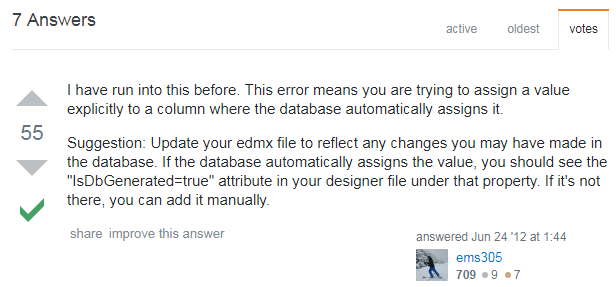 7 Answers
active oldest votes
I have run into this before. This error means you are trying to assign a value
explicitly to a column where the database automatically assigns it.
55
Suggestion: Update your edmx file to reflect any changes you may have made in
the database. If the database automatically assigns the value, you should see the
"IsDbGenerated=true" attribute in your designer file under that property. If it's not
there, you can add it manually.
share improve this answer
answered Jun 24 '12 at 1:44
ems305
709 ●9 ●7